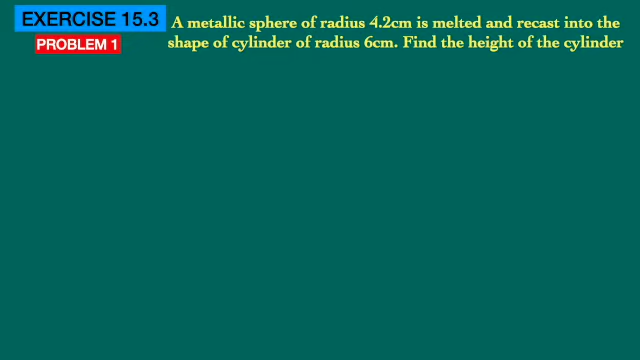 EXERCISE 15.3
PROBLEM 1
A metallic sphere of radius 4.2cm is melted and recast into the
shape of cylinder of radius 6cm. Find the height of the cylinder